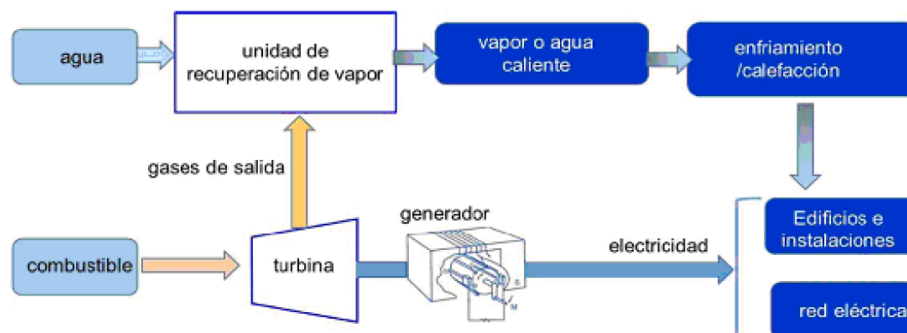 agua
unidad de
recuperación de vapor
vapor o agua
caliente
enfriamiento
/calefacción
gases de salida
generador
combustible
turbina
electricidad
Edificios e
instalaciones
red eléctrica
S
M